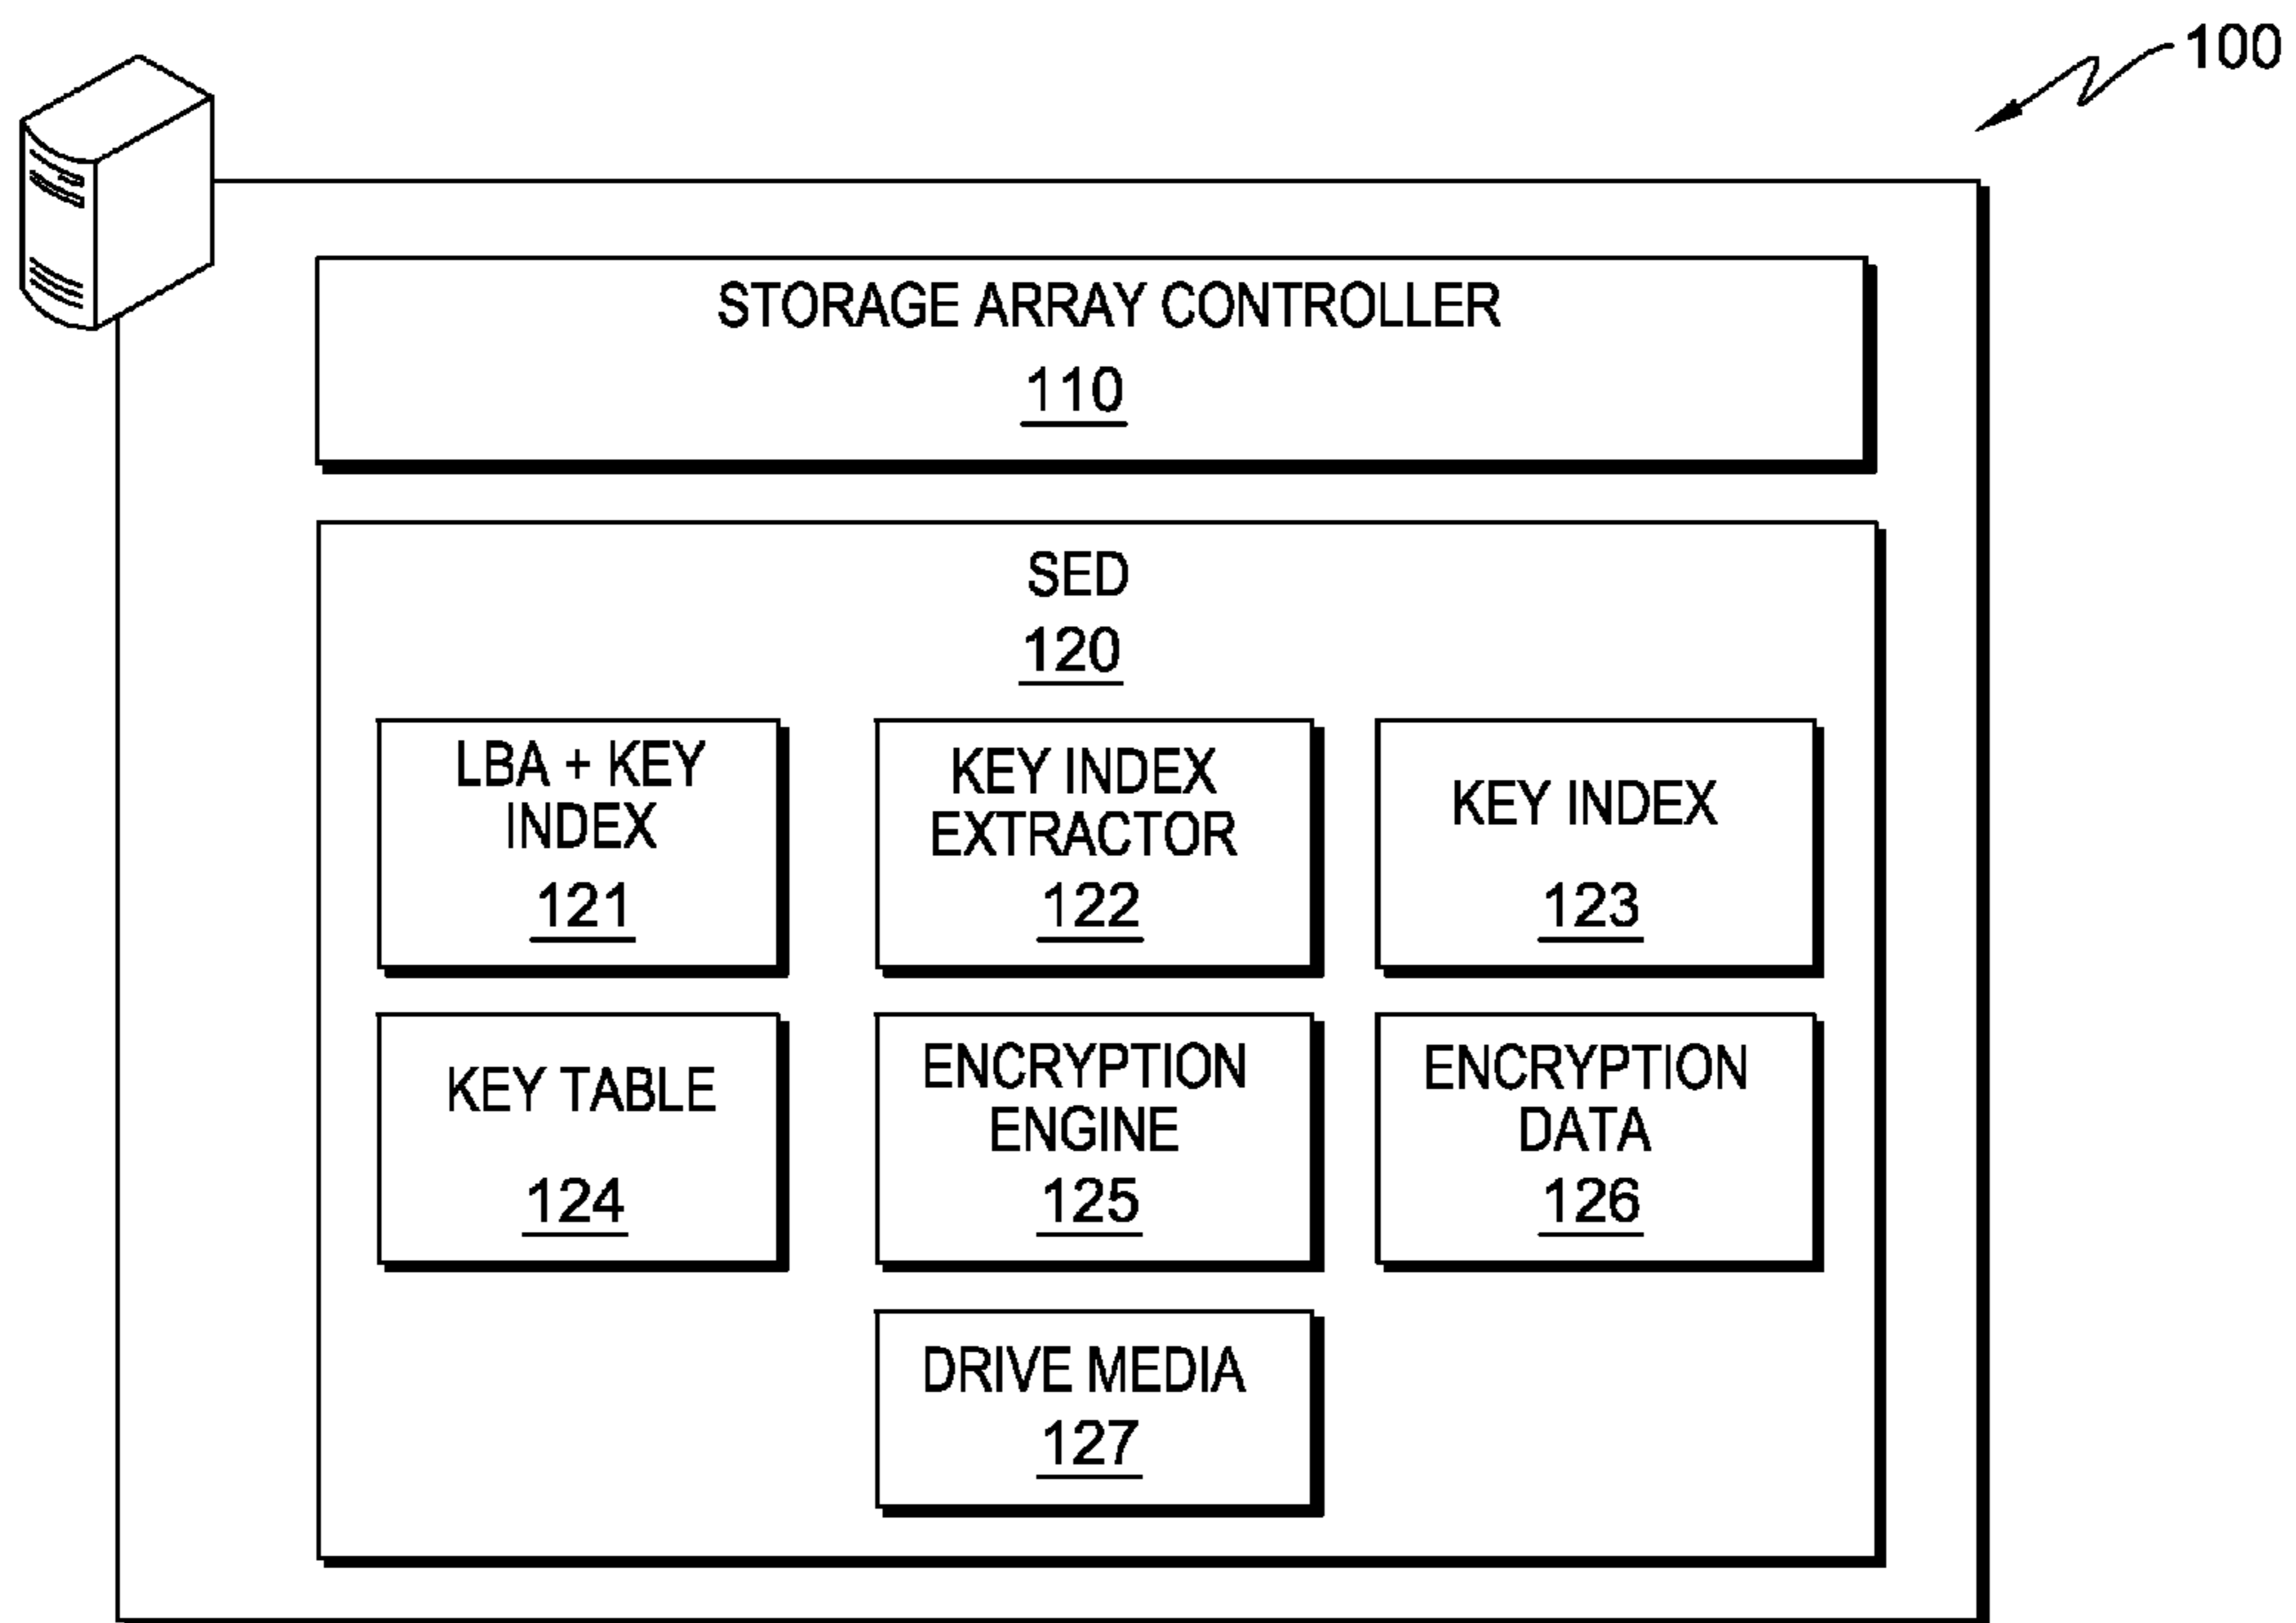 100
STORAGE ARRAY CONTROLLER
110
SED
120
LBA + KEY
INDEX
121
KEY INDEX
EXTRACTOR
122
KEY INDEX
123
KEY TABLE
124
ENCRYPTION
ENGINE
125
ENCRYPTION
DATA
126
DRIVE MEDIA
127